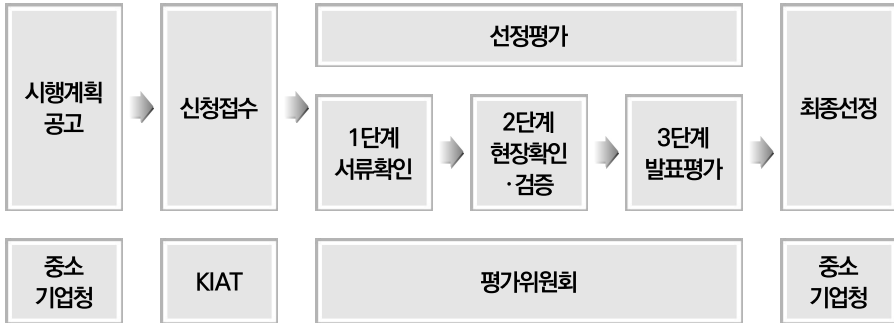 선정평가
시행계획
공고
신청접수
1단계
서류확인
2단계
현장확인
·검증
3단계
발표평가
최종선정
중소
기업청
KIAT
평가위원회
중소
기업청